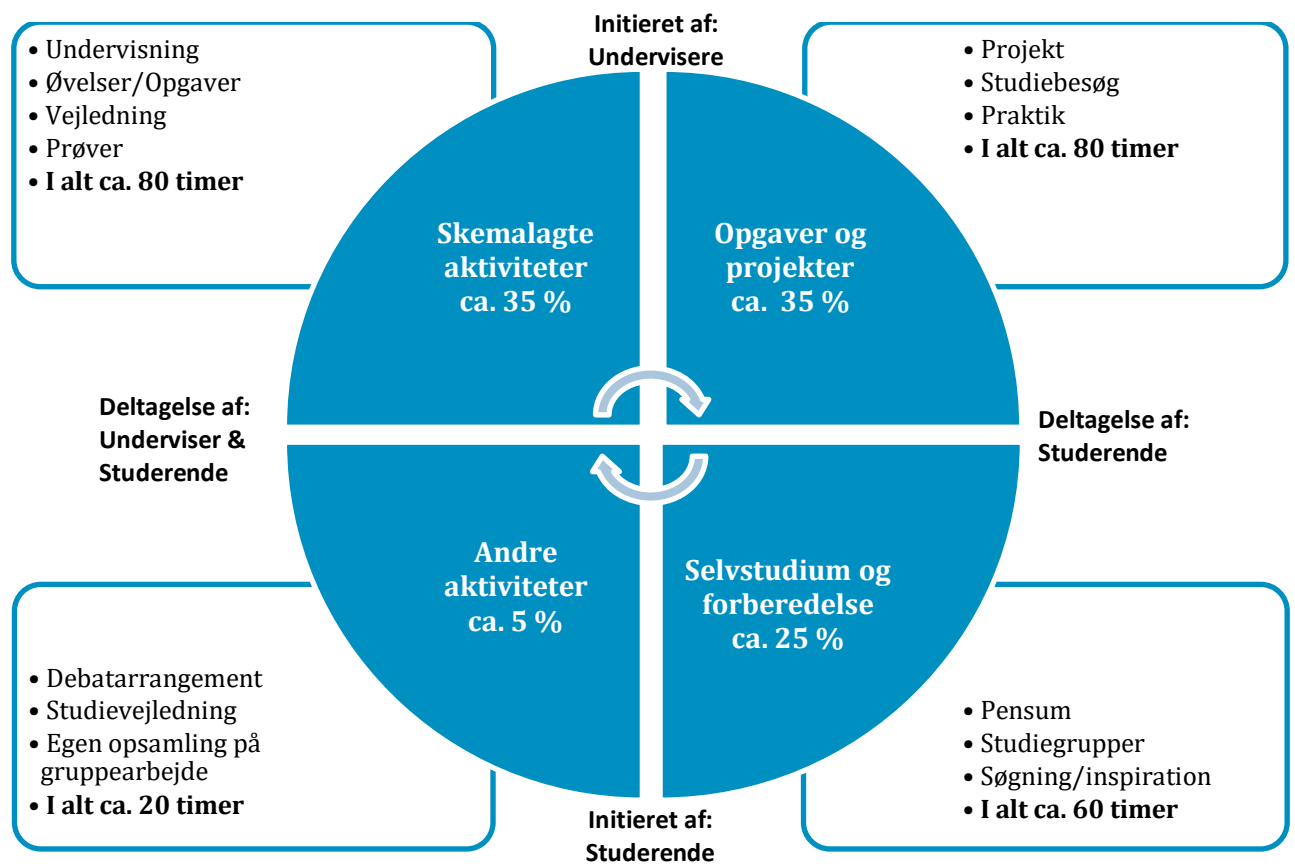 Initieret af:
Undervisere
• Undervisning
• Øvelser/Opgaver
• Vejledning
• Prøver
• I alt ca. 80 timer
• Projekt
• Studiebesøg
• Praktik
• I alt ca. 80 timer
Skemalagte
aktiviteter
ca. 35 %
Opgaver og
projekter
ca. 35 %
Deltagelse af:
Underviser &
Studerende
Deltagelse af:
Studerende
Andre
aktiviteter
ca. 5 %
Selvstudium og
forberedelse
ca. 25 %
• Debatarrangement
• Studievejledning
• Egen opsamling på
gruppearbejde
• I alt ca. 20 timer
• Pensum
• Studiegrupper
• Søgning/inspiration
• I alt ca. 60 timer
Initieret af:
Studerende